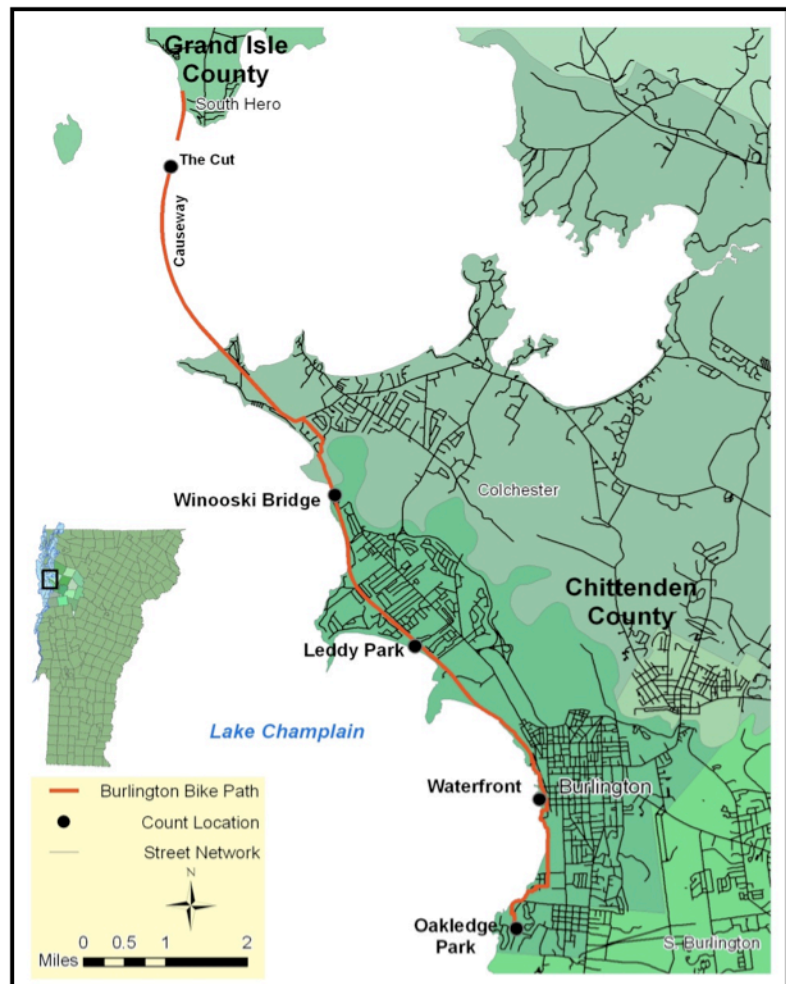 Grand Isle
County
South Hero
The Cut
Causeway
Winooski Bridge
Colchester
Chittenden
County
Leddy Park
Lake Champlain
Waterfront
Burlington
Oakledge
Park
S. Burlington
Burlington Bike Path
Count Location
Street Network
N
0 0.5 1 2
Miles